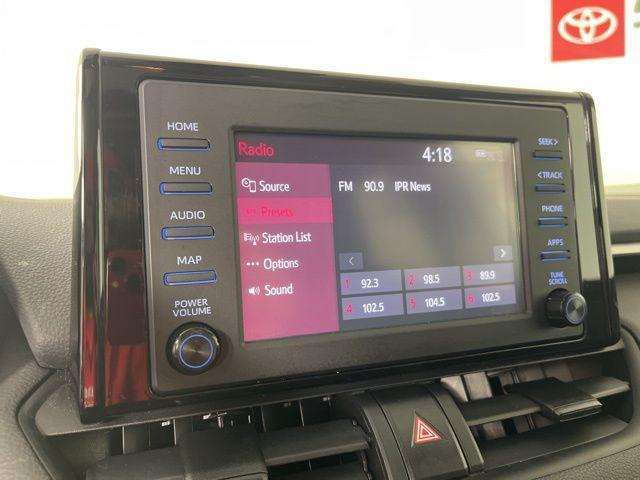 HOME
MENU
AUDIO
MAP
POWER
VOLUME
Radio
4:18
Source
Presets
Station List
Options
Sound
FM 90.9 IPR News
< >
1 92.3 2 98.5 3 89.9
4 102.5 5 104.5 6 102.5
SEEK >
< TRACK
PHONE
APPS
TUNE
SCROLL